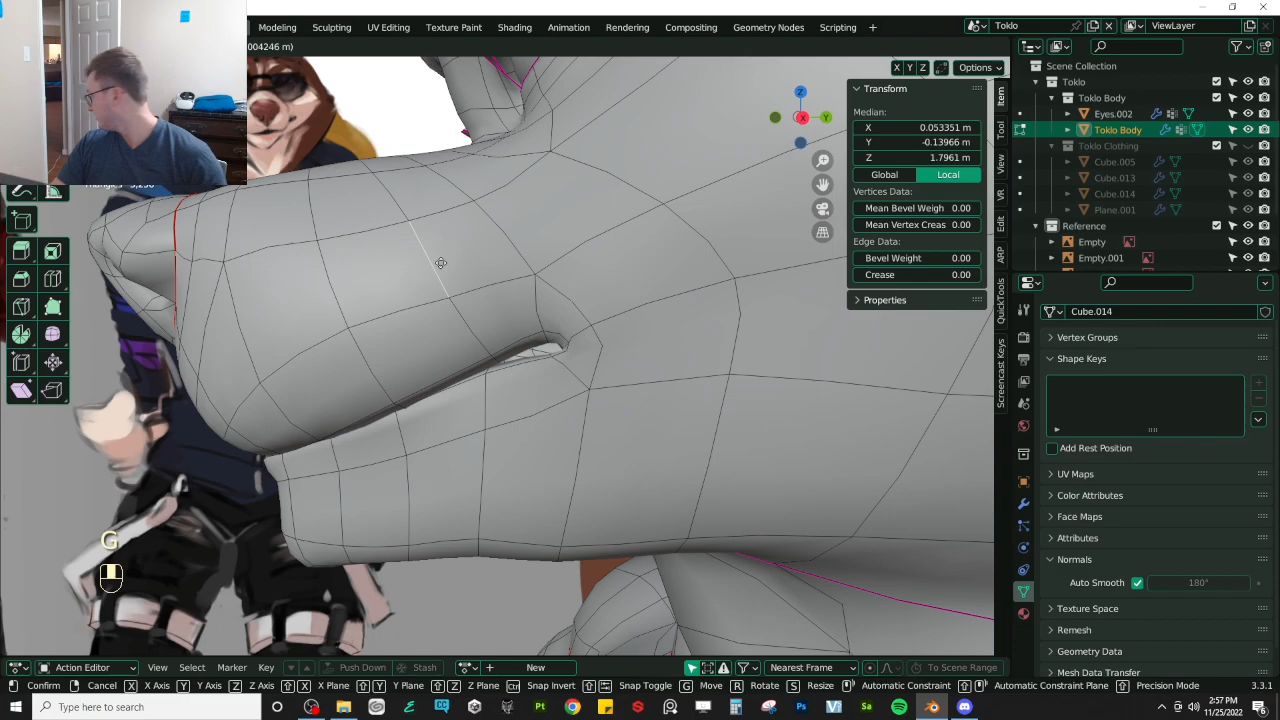 Modeling Sculpting UV Editing Texture Paint Shading Animation Rendering Compositing Geometry Nodes Scripting +
Toklo ViewLayer
004246 m)
X Y Z Options
Scene Collection
Toklo
Toklo Body
Eyes.002
Toklo Body
Toklo Clothing
Cube.005
Cube.013
Cube.014
Plane.001
Reference
Empty
Empty.001
Transform
Median:
X 0.053351 m
Y -0.13966 m
Z 1.7961 m
Global Local
Vertices Data:
Mean Bevel Weigh 0.00
Mean Vertex Creas 0.00
Edge Data:
Bevel Weight 0.00
Crease 0.00
Properties
Item
Tool
View
VR
Edit
ARP
QuickTools
Screencast Keys
Z
Y
X
G
Cube.014
Vertex Groups
Shape Keys
Add Rest Position
UV Maps
Color Attributes
Face Maps
Attributes
Normals
Auto Smooth 180°
Texture Space
Remesh
Geometry Data
Custom Properties
Action Editor View Select Marker Key Push Down Stash New Nearest Frame To Scene Range
Confirm Cancel X X Axis Y Y Axis Z Z Axis X X Plane Y Y Plane Z Z Plane Ctrl Snap Invert Snap Toggle G Move R Rotate S Resize Automatic Constraint Automatic Constraint Plane Precision Mode 3.3.1
Type here to search
2:57 PM
11/25/2022